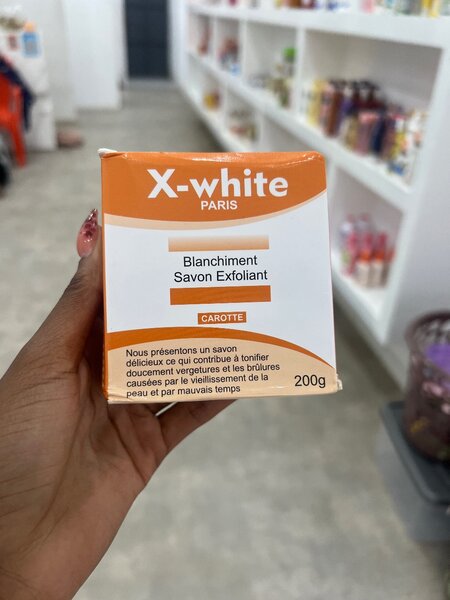 X-white
PARIS
Blanchiment
Savon Exfoliant
CAROTTE
Nous présentons un savon
délicieux ce qui contribue à tonifier
doucement vergetures et les brûlures
causées par le vieillissement de la
peau et par mauvais temps
200g